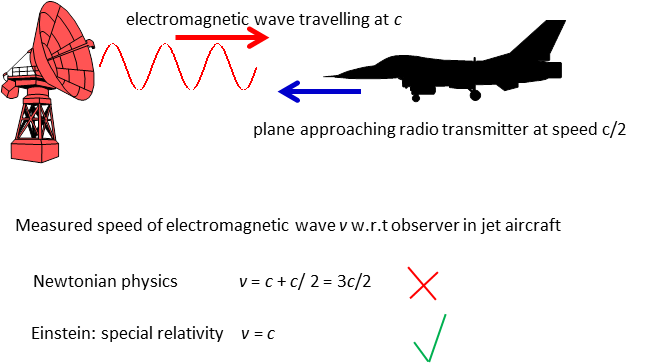 electromagnetic wave travelling at c
plane approaching radio transmitter at speed c/2
Measured speed of electromagnetic wave v w.r.t observer in jet aircraft
Newtonian physics v = c + c/ 2 = 3c/2
Einstein: special relativity v = c